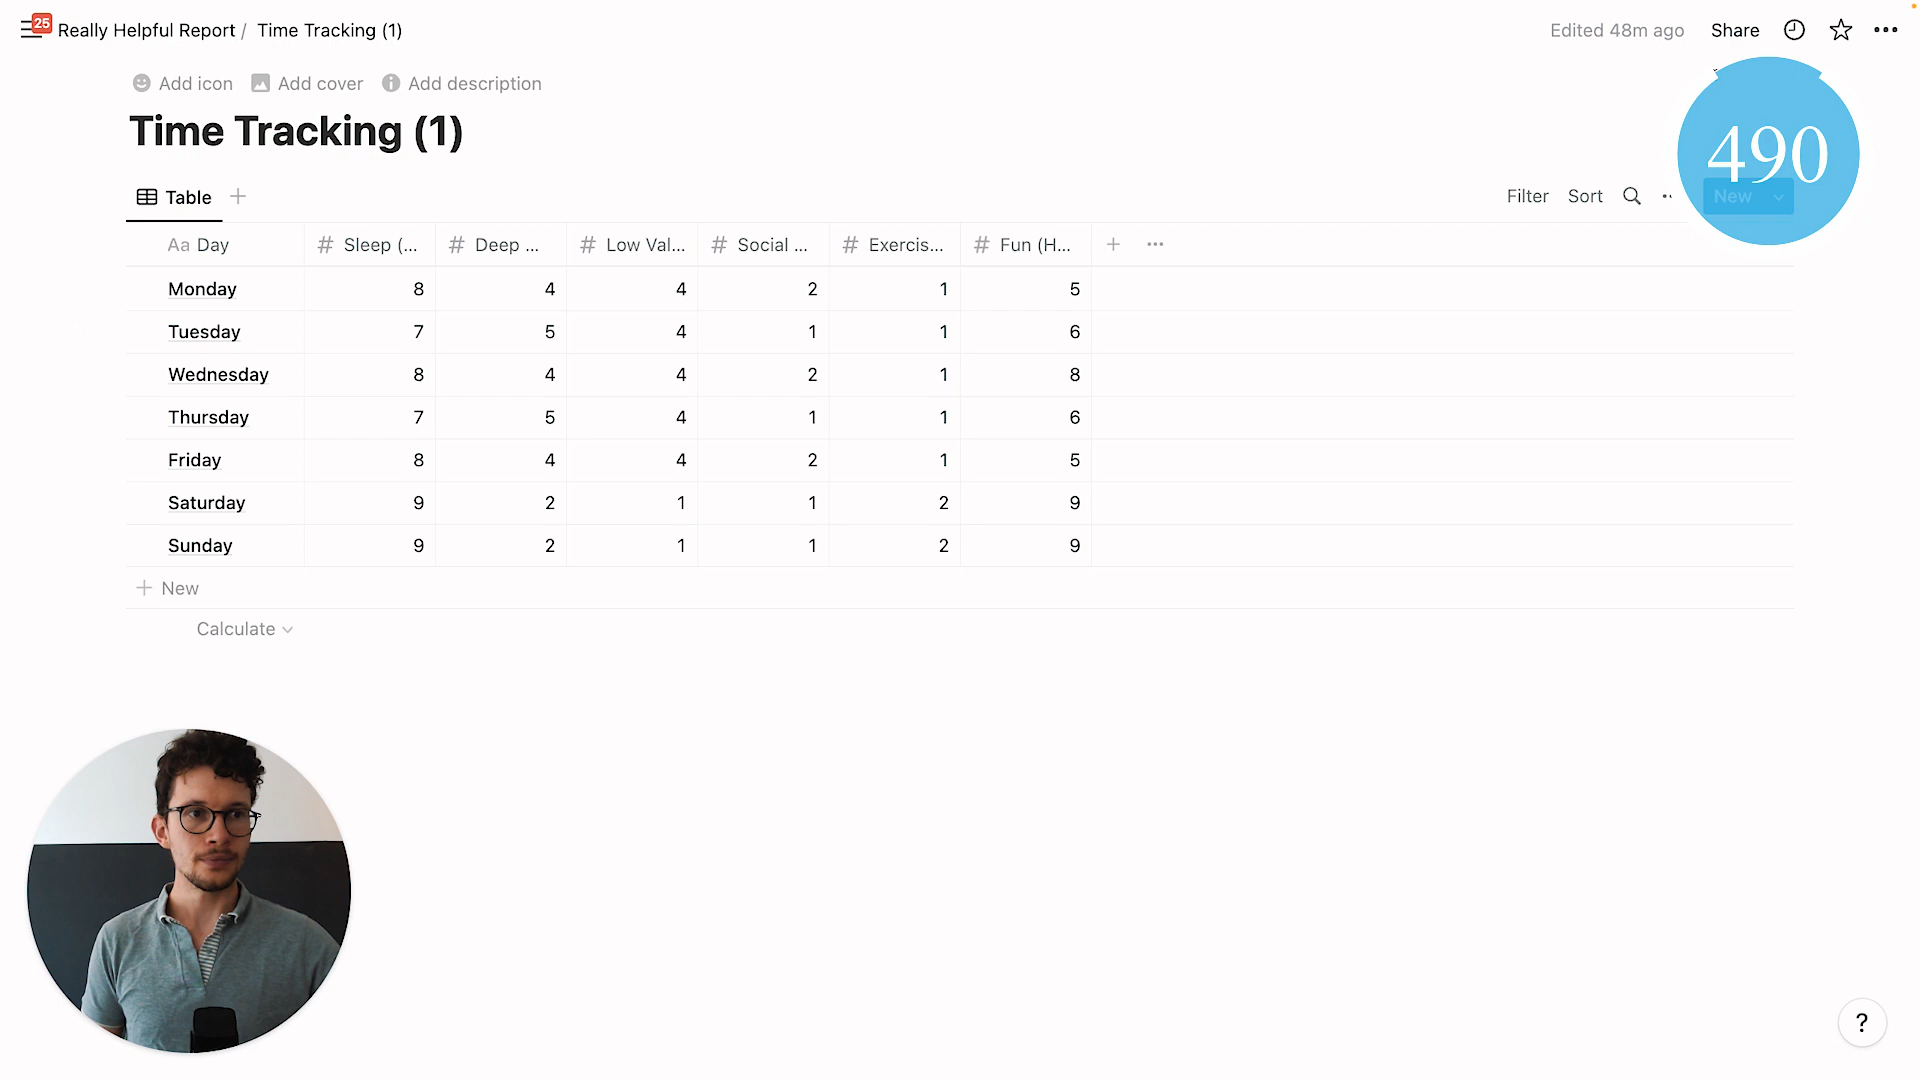 25 Really Helpful Report / Time Tracking (1) Edited 48m ago Share
Add icon Add cover Add description
Time Tracking (1)
490
Table Filter Sort New
Aa Day # Sleep (... # Deep ... # Low Val... # Social ... # Exercis... # Fun (H...
Monday 8 4 4 2 1 5
Tuesday 7 5 4 1 1 6
Wednesday 8 4 4 2 1 8
Thursday 7 5 4 1 1 6
Friday 8 4 4 2 1 5
Saturday 9 2 1 1 2 9
Sunday 9 2 1 1 2 9
New
Calculate
?